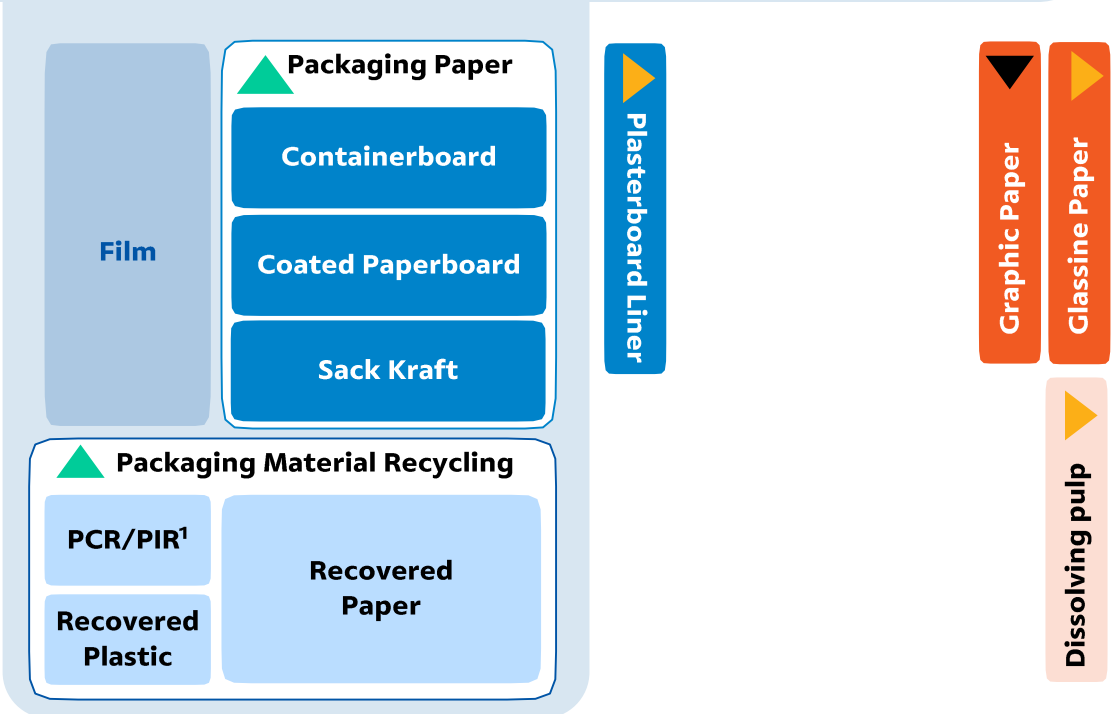 Packaging Paper
Containerboard
Coated Paperboard
Sack Kraft
Film
Plasterboard Liner
Graphic Paper
Glassine Paper
Dissolving pulp
Packaging Material Recycling
PCR/PIR¹
Recovered
Plastic
Recovered
Paper